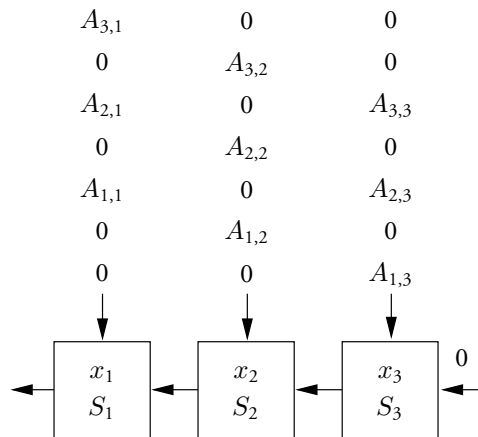 A3,1 0 0
0 A3,2 0
A2,1 0 A3,3
0 A2,2 0
A1,1 0 A2,3
0 A1,2 0
0 0 A1,3
0
x1 x2 x3
S1 S2 S3